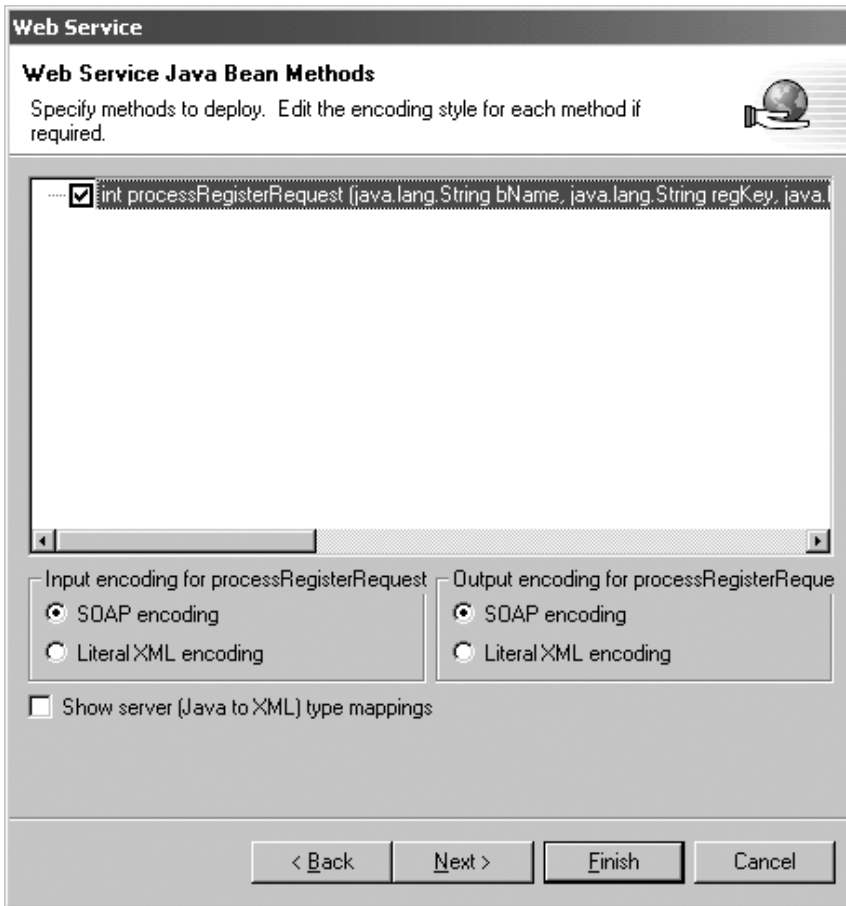 Web Service
Web Service Java Bean Methods
Specify methods to deploy. Edit the encoding style for each method if
required.
int processRegisterRequest (java.lang.String bName, java.lang.String regKey, java.l
Input encoding for processRegisterRequest
Output encoding for processRegisterReque
SOAP encoding
SOAP encoding
Literal XML encoding
Literal XML encoding
Show server (Java to XML) type mappings
< Back
Next >
Finish
Cancel